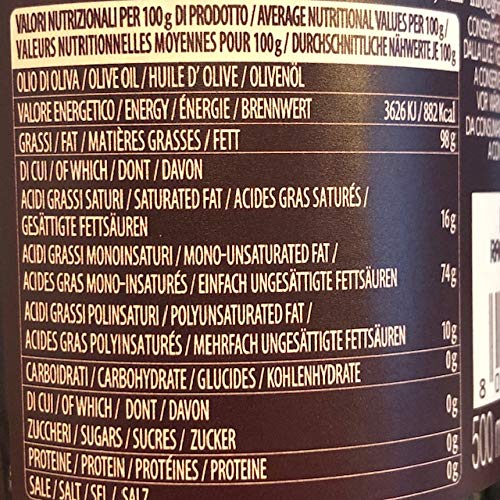 VALORI NUTRIZIONALI PER 100 g DI PRODOTTO / AVERAGE NUTRITIONAL VALUES PER 100 g /
VALEURS NUTRITIONNELLES MOYENNES POUR 100 g / DURCHSCHNITTLICHE NÄHRWERTE JE 100 g
OLIO DI OLIVA / OLIVE OIL / HUILE D' OLIVE / OLIVENÖL
VALORE ENERGETICO / ENERGY / ÉNERGIE / BRENNWERT 3626 KJ / 882 Kcal
GRASSI / FAT / MATIÈRES GRASSES / FETT 98 g
DI CUI / OF WHICH / DONT / DAVON
ACIDI GRASSI SATURI / SATURATED FAT / ACIDES GRAS SATURÉS /
GESÄTTIGTE FETTSÄUREN 16 g
ACIDI GRASSI MONOINSATURI / MONO-UNSATURATED FAT /
ACIDES GRAS MONO-INSATURÉS / EINFACH UNGESÄTTIGTE FETTSÄUREN 74 g
ACIDI GRASSI POLINSATURI / POLYUNSATURATED FAT /
ACIDES GRAS POLYINSATURÉS / MEHRFACH UNGESÄTTIGTE FETTSÄUREN 10 g
CARBOIDRATI / CARBOHYDRATE / GLUCIDES / KOHLENHYDRATE 0g
DI CUI / OF WHICH / DONT / DAVON
ZUCCHERI / SUGARS / SUCRES / ZUCKER 0g
PROTEINE / PROTEIN / PROTÉINES / PROTEINE 0g
SALE / SALT / SEL / SALZ 0g
8
500 m